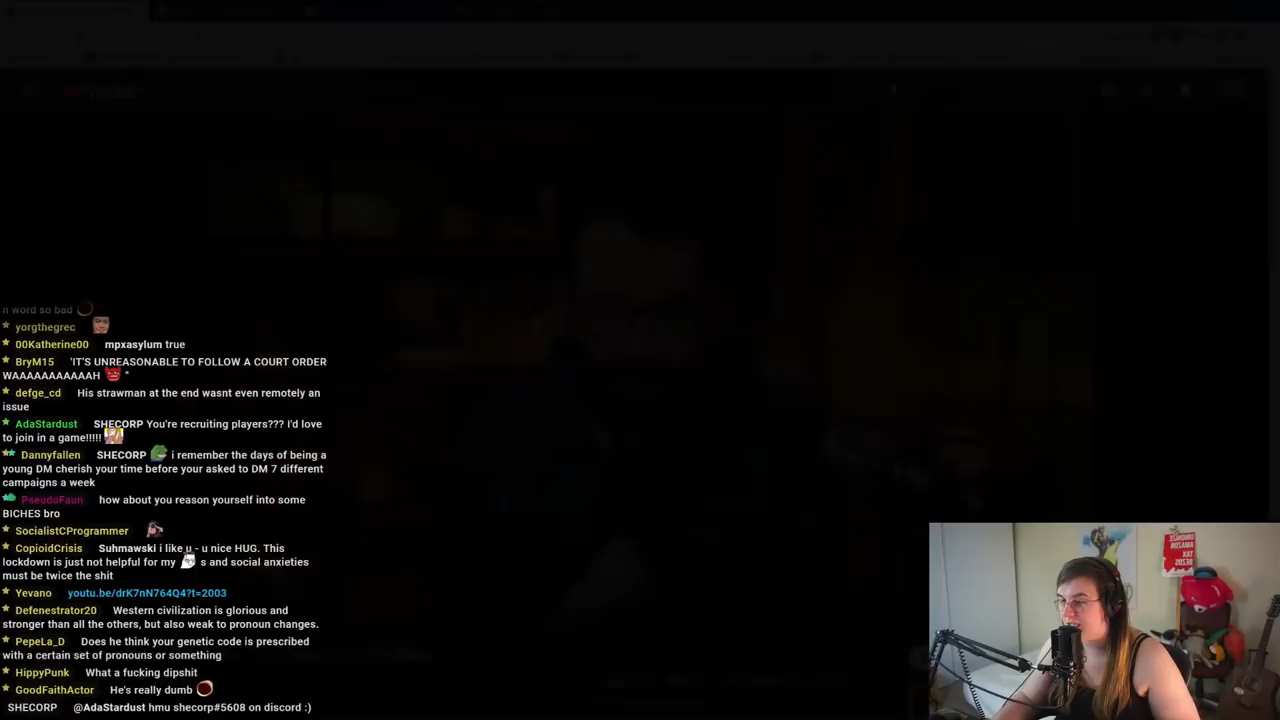 n word so bad
yorgthegrec
00Katherine00 mpxasylum true
BryM15 'IT'S UNREASONABLE TO FOLLOW A COURT ORDER
WAAAAAAAAAAH "
defge_cd His strawman at the end wasnt even remotely an
issue
AdaStardust SHECORP You're recruiting players??? I'd love
to join in a game!!!!!
Dannyfallen SHECORP i remember the days of being a
young DM cherish your time before your asked to DM 7 different
campaigns a week
PseudoFaun how about you reason yourself into some
BICHES bro
SocialistCProgrammer
CopioidCrisis Suhmawski i like u - u nice HUG. This
lockdown is just not helpful for my s and social anxieties
must be twice the shit
Yevano youtu.be/drK7nN764Q4?t=2003
Defenestrator20 Western civilization is glorious and
stronger than all the others, but also weak to pronoun changes.
PepeLa_D Does he think your genetic code is prescribed
with a certain set of pronouns or something
HippyPunk What a fucking dipshit
GoodFaithActor He's really dumb
SHECORP @AdaStardust hmu shecorp#5608 on discord :)
UNIONIZE
AMAZON
TAX
BEZOS